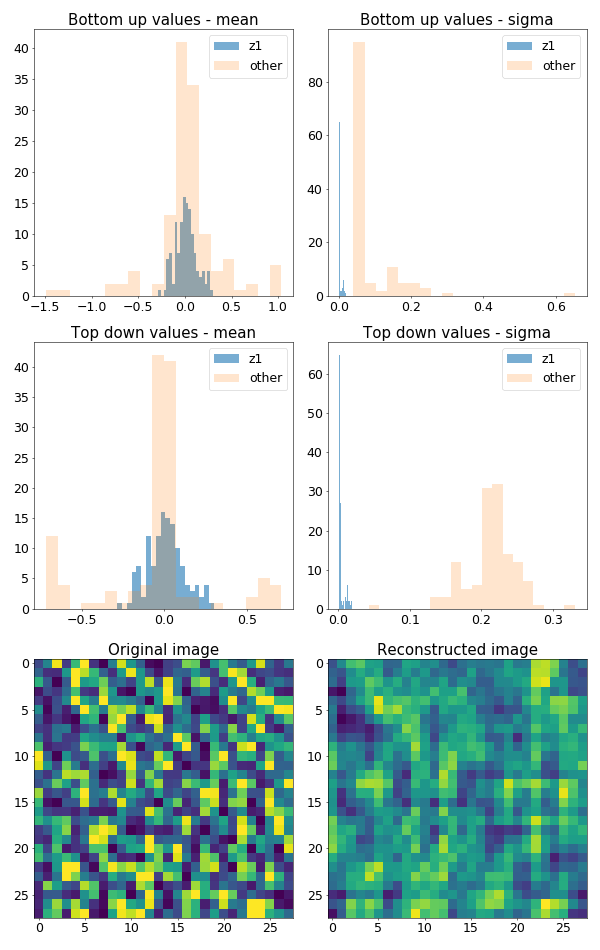 Bottom up values - mean
z1
other
40
35
30
25
20
15
10
5
0
−1.5 −1.0 −0.5 0.0 0.5 1.0
Bottom up values - sigma
z1
other
80
60
40
20
0
0.0 0.2 0.4 0.6
Top down values - mean
z1
other
40
35
30
25
20
15
10
5
0
−0.5 0.0 0.5
Top down values - sigma
z1
other
60
50
40
30
20
10
0
0.0 0.1 0.2 0.3
Original image
0
5
10
15
20
25
0 5 10 15 20 25
Reconstructed image
0
5
10
15
20
25
0 5 10 15 20 25